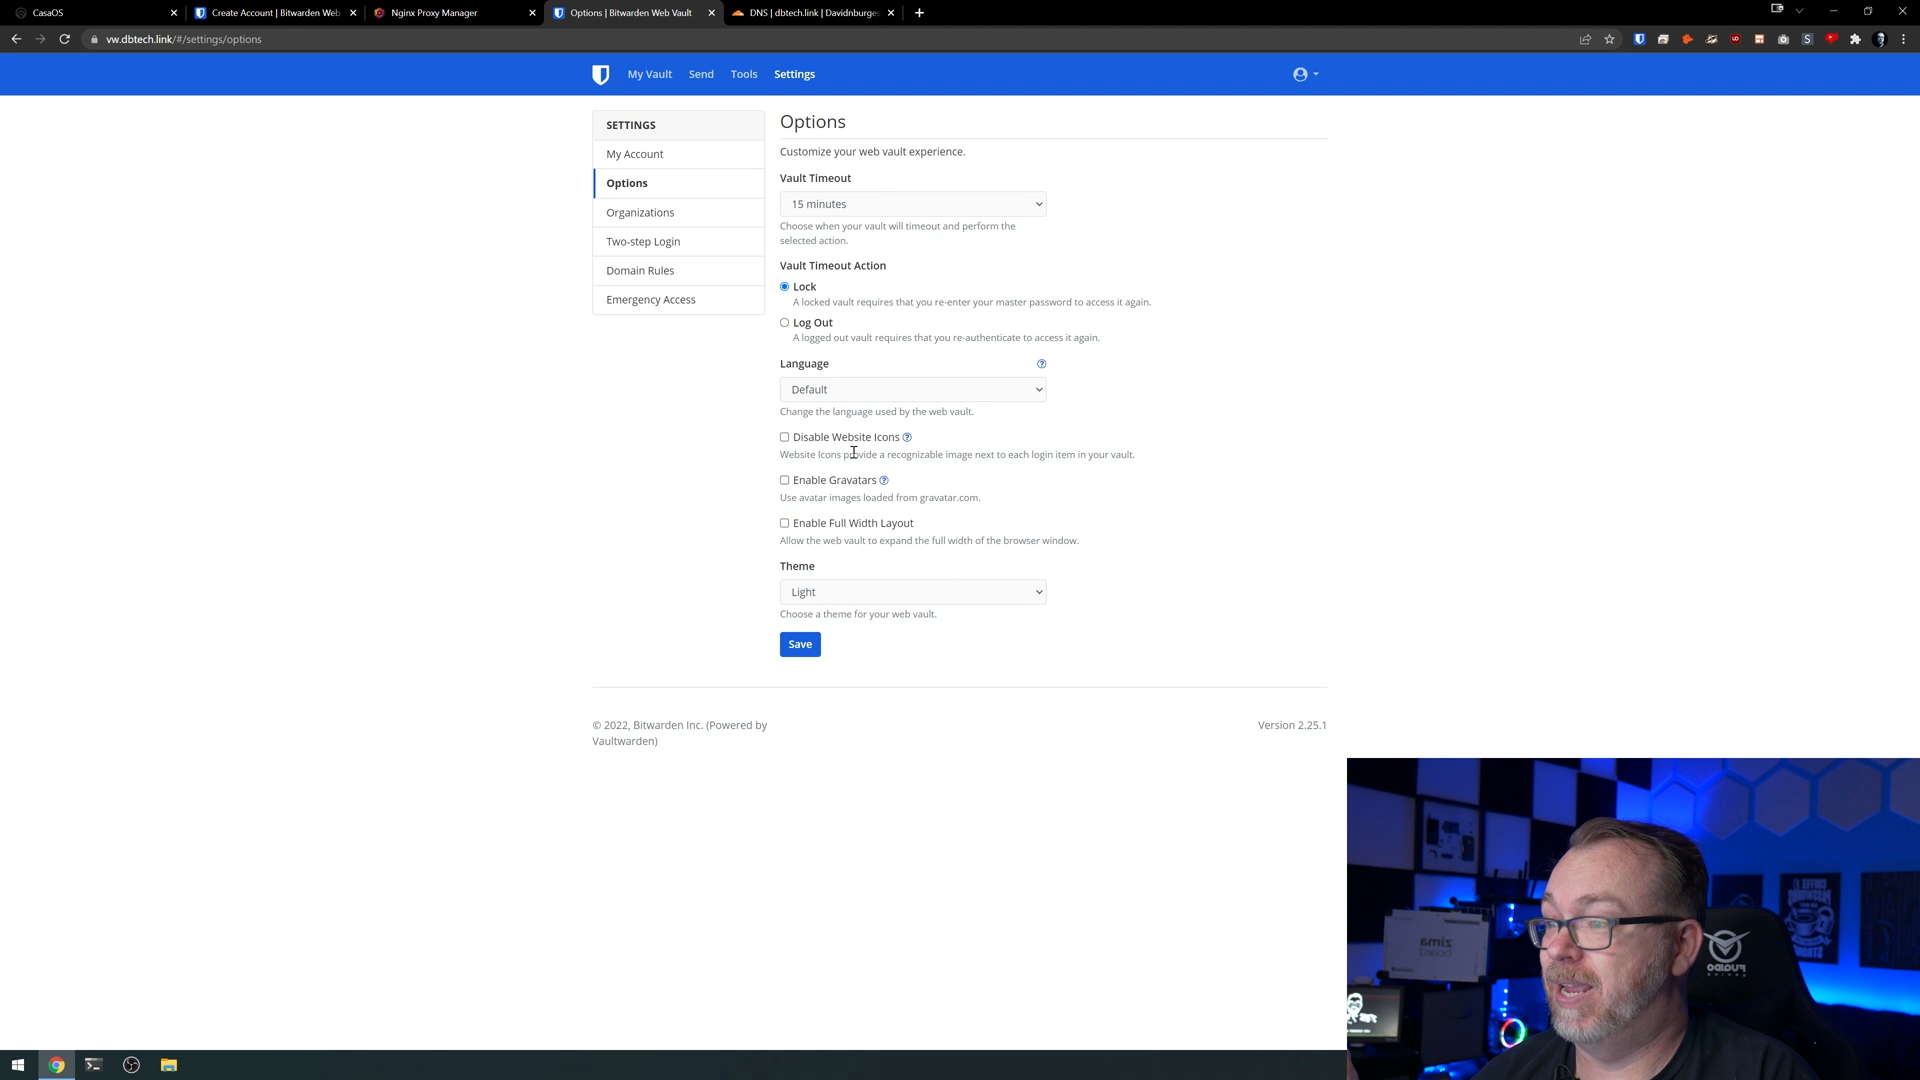 CasaOS
Create Account | Bitwarden Web
Nginx Proxy Manager
Options | Bitwarden Web Vault
DNS | dbtech.link | Davidnburges
vw.dbtech.link/#/settings/options
My Vault
Send
Tools
Settings
SETTINGS
My Account
Options
Organizations
Two-step Login
Domain Rules
Emergency Access
Options
Customize your web vault experience.
Vault Timeout
15 minutes
Choose when your vault will timeout and perform the
selected action.
Vault Timeout Action
Lock
A locked vault requires that you re-enter your master password to access it again.
Log Out
A logged out vault requires that you re-authenticate to access it again.
Language
Default
Change the language used by the web vault.
Disable Website Icons
Website Icons provide a recognizable image next to each login item in your vault.
Enable Gravatars
Use avatar images loaded from gravatar.com.
Enable Full Width Layout
Allow the web vault to expand the full width of the browser window.
Theme
Light
Choose a theme for your web vault.
Save
© 2022, Bitwarden Inc. (Powered by
Vaultwarden)
Version 2.25.1
zima
board